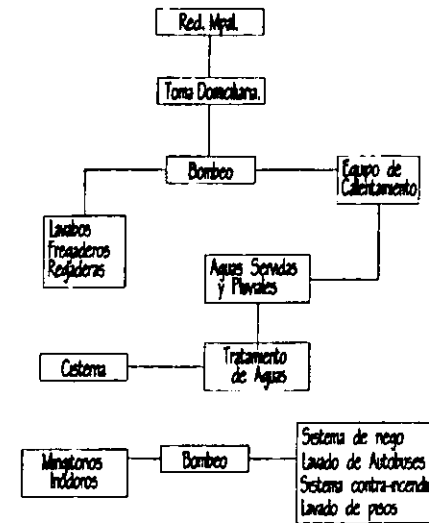 Red. Mpal.
Toma Domiciliaria.
Bombeo
Equipo de
Calentamiento
Lavabos
Fregaderos
Regaderas
Aguas Servidas
y Pluviales
Cisterna
Tratamiento
de Aguas
Mingitorios
Inodoros
Bombeo
Sistema de riego
Lavado de Autobuses
Sistema contra-incendio
Lavado de pisos